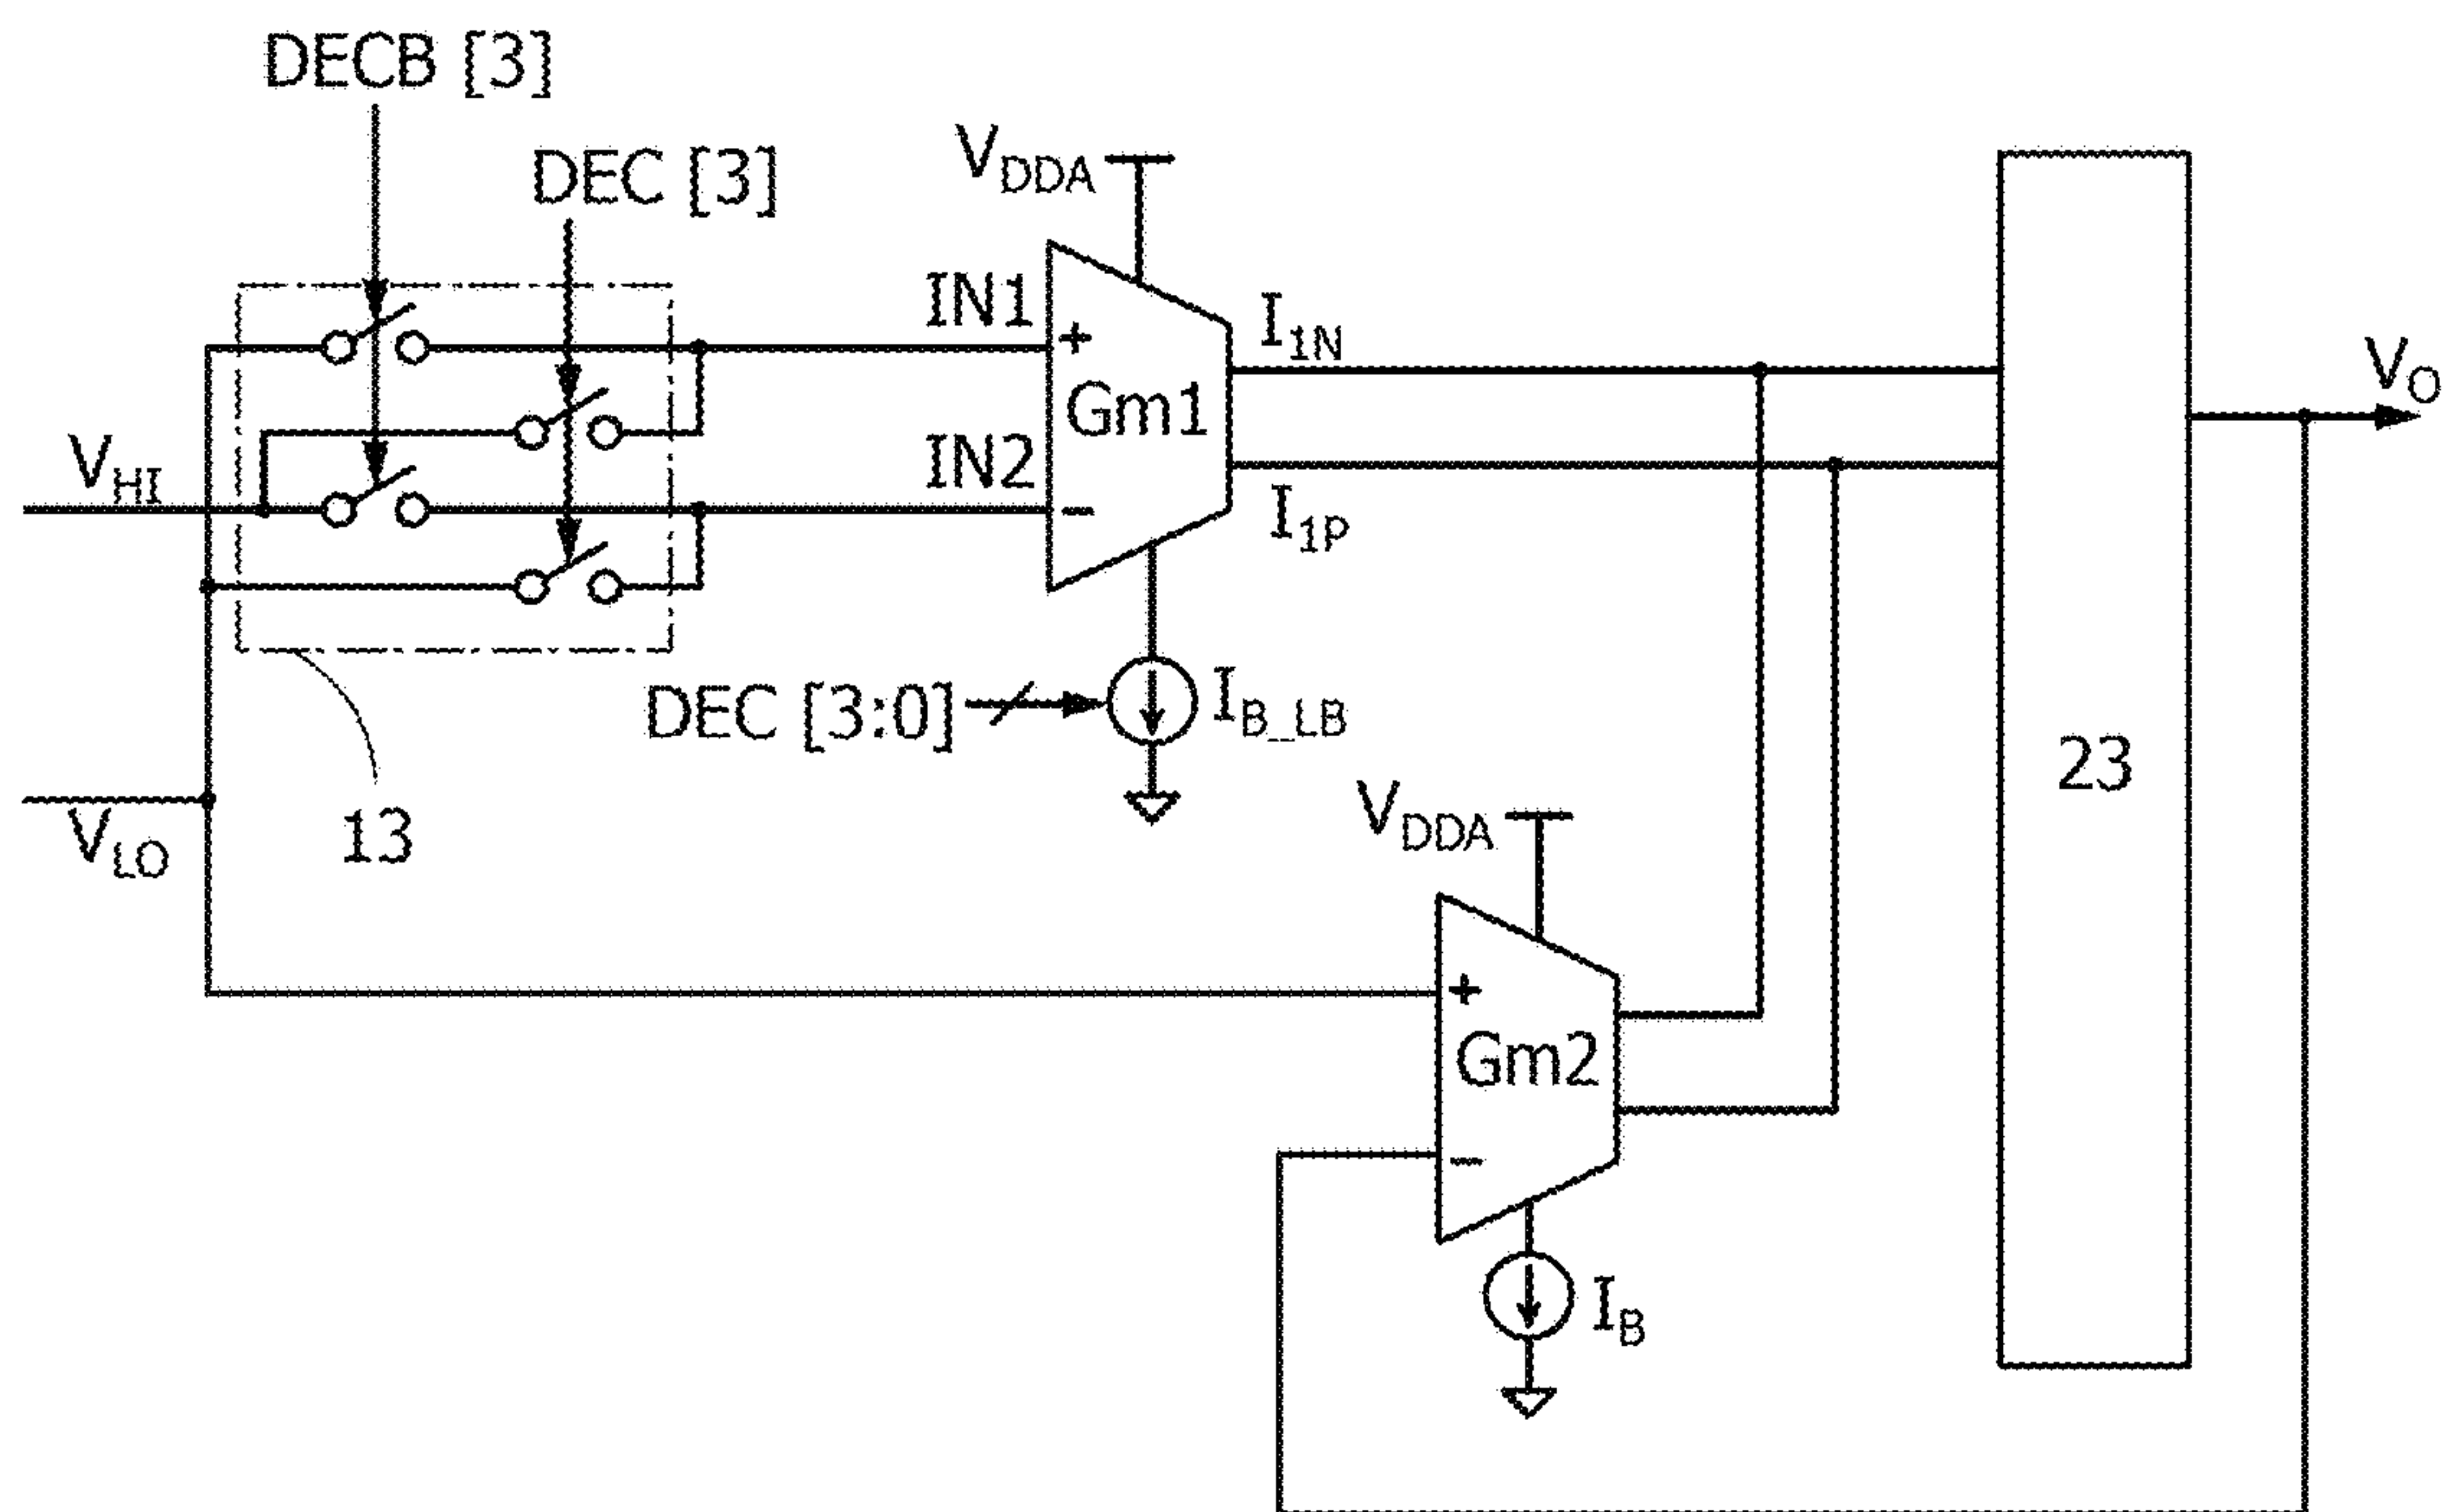 DECB [3]
DEC [3]
VDDA
IN1
+
Gm1
I1N
VO
VHI
IN2
−
I1P
DEC [3:0]
IB_LB
23
VLO
13
VDDA
+
Gm2
−
IB